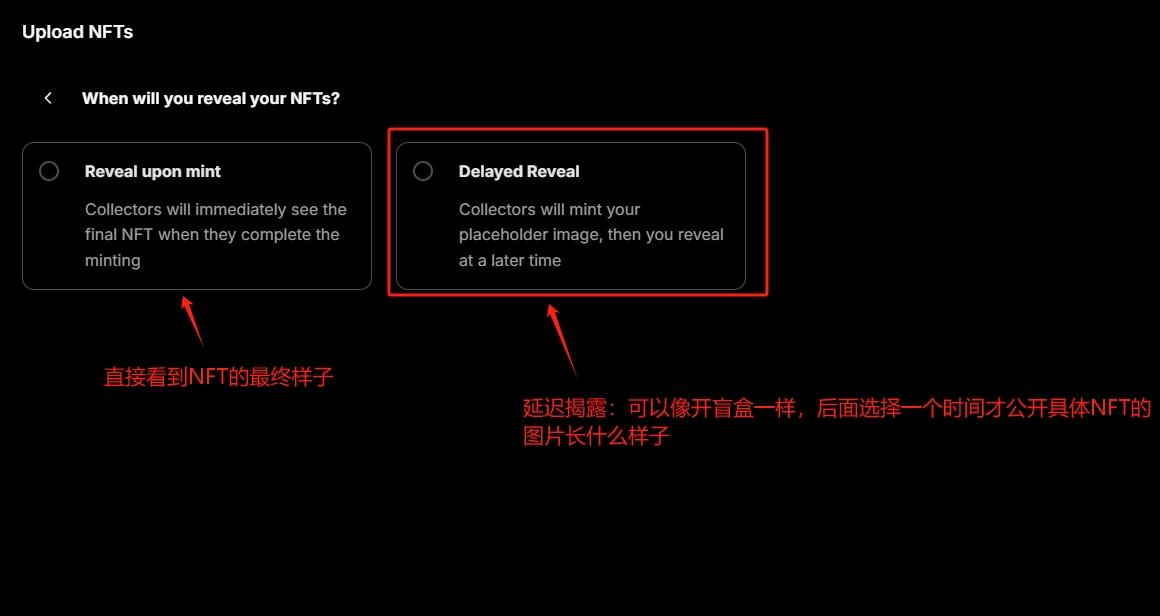 Upload NFTs
When will you reveal your NFTs?
Reveal upon mint
Collectors will immediately see the
final NFT when they complete the
minting
Delayed Reveal
Collectors will mint your
placeholder image, then you reveal
at a later time
直接看到NFT的最终样子
延迟揭露：可以像开盲盒一样，后面选择一个时间才公开具体NFT的
图片长什么样子